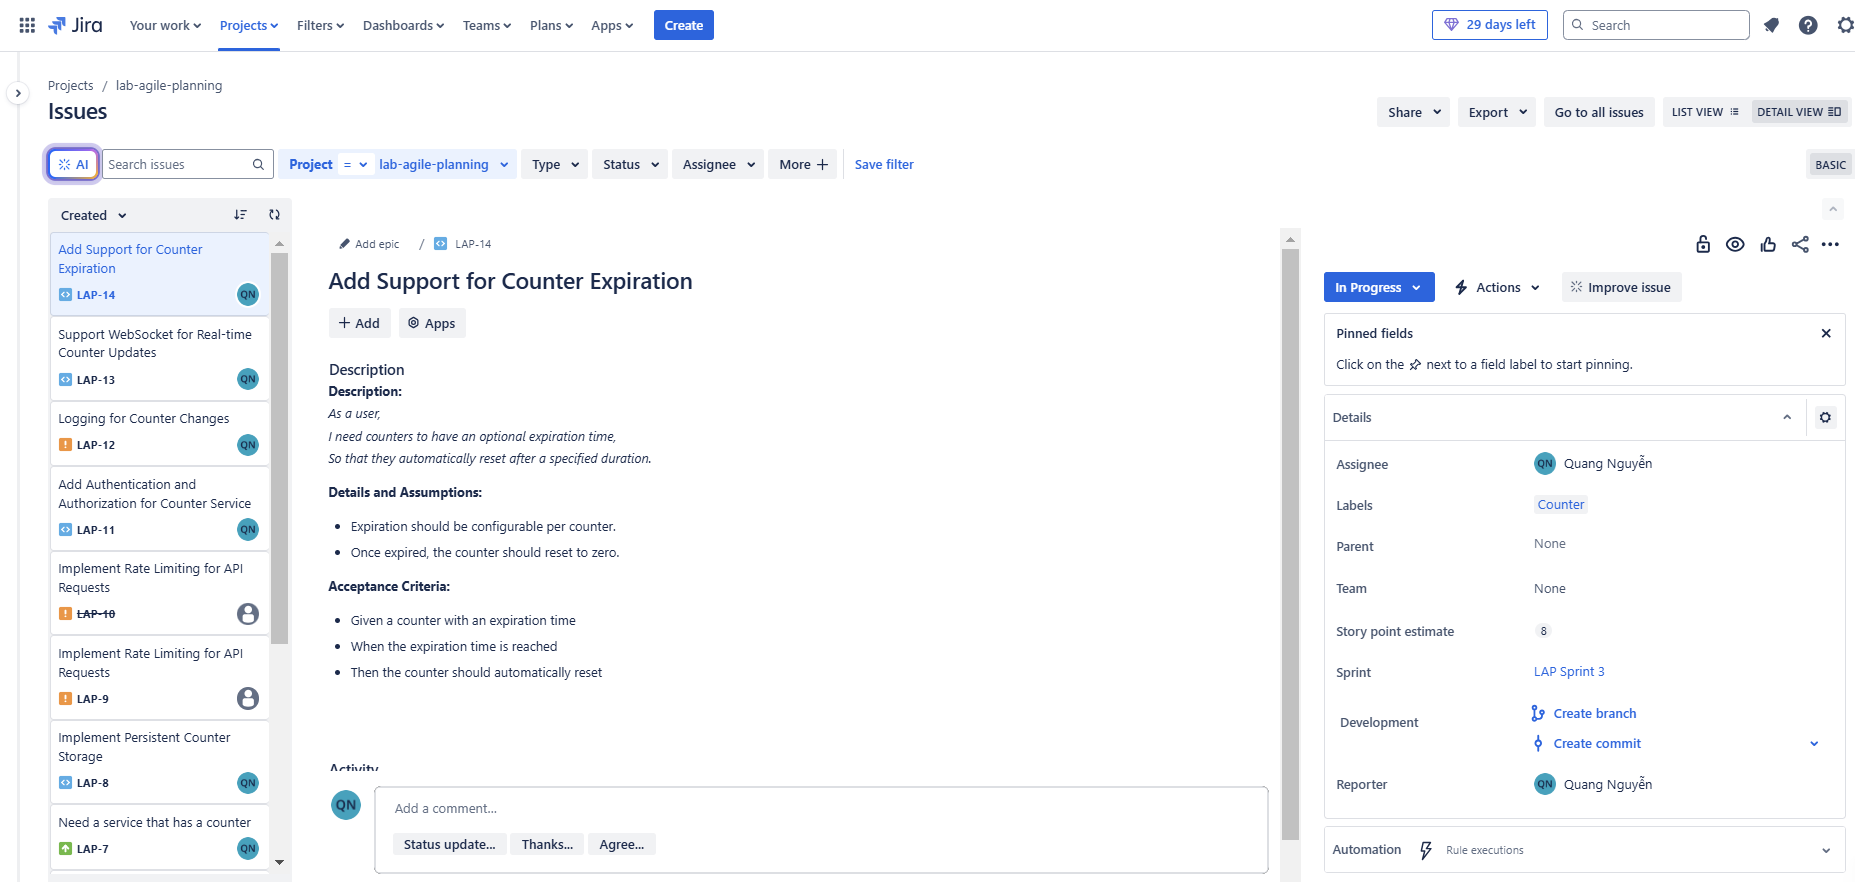 Jira
Your work
Projects
Filters
Dashboards
Teams
Plans
Apps
Create
29 days left
Search
Projects / lab-agile-planning
Issues
Share
Export
Go to all issues
LIST VIEW
DETAIL VIEW
AI
Search issues
Project = lab-agile-planning
Type
Status
Assignee
More
Save filter
BASIC
Created
Add Support for Counter
Expiration
LAP-14
QN
Support WebSocket for Real-time
Counter Updates
LAP-13
QN
Logging for Counter Changes
LAP-12
QN
Add Authentication and
Authorization for Counter Service
LAP-11
QN
Implement Rate Limiting for API
Requests
LAP-10
Implement Rate Limiting for API
Requests
LAP-9
Implement Persistent Counter
Storage
LAP-8
QN
Need a service that has a counter
LAP-7
QN
Add epic / LAP-14
Add Support for Counter Expiration
Add
Apps
Description
Description:
As a user,
I need counters to have an optional expiration time,
So that they automatically reset after a specified duration.
Details and Assumptions:
Expiration should be configurable per counter.
Once expired, the counter should reset to zero.
Acceptance Criteria:
Given a counter with an expiration time
When the expiration time is reached
Then the counter should automatically reset
Activity
QN
Add a comment...
Status update...
Thanks...
Agree...
In Progress
Actions
Improve issue
Pinned fields
Click on the next to a field label to start pinning.
Details
Assignee
QN Quang Nguyễn
Labels
Counter
Parent
None
Team
None
Story point estimate
8
Sprint
LAP Sprint 3
Development
Create branch
Create commit
Reporter
QN Quang Nguyễn
Automation
Rule executions